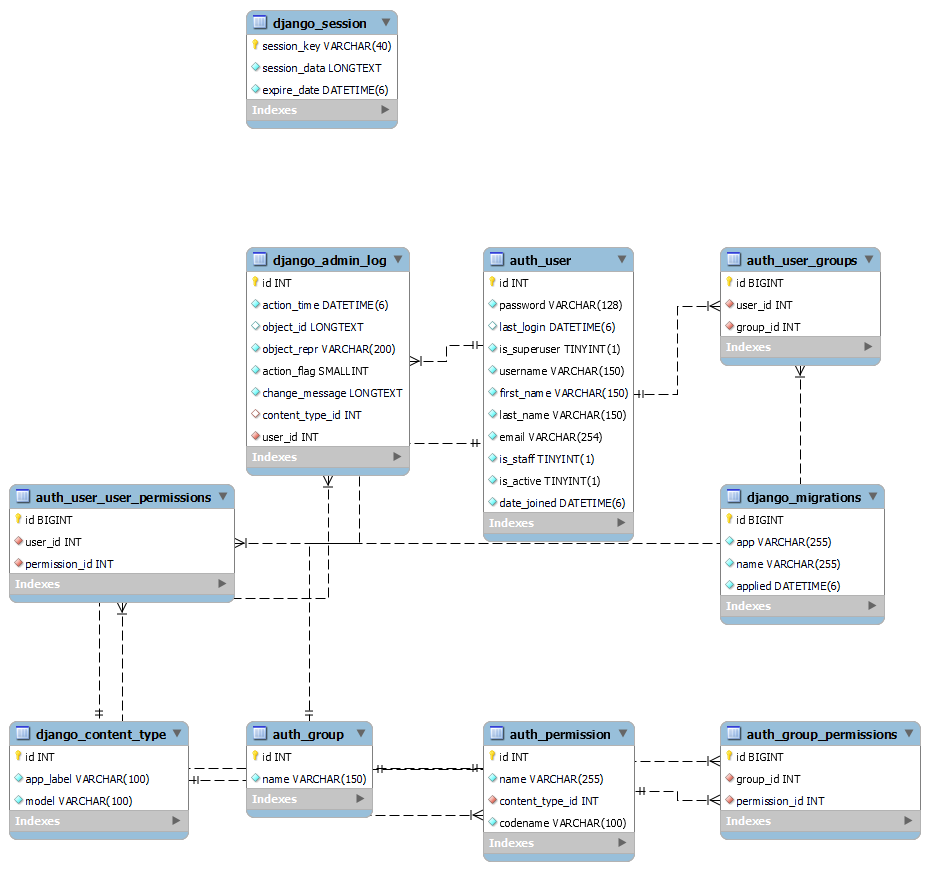 django_session
session_key VARCHAR(40)
session_data LONGTEXT
expire_date DATETIME(6)
Indexes
django_admin_log
id INT
action_time DATETIME(6)
object_id LONGTEXT
object_repr VARCHAR(200)
action_flag SMALLINT
change_message LONGTEXT
content_type_id INT
user_id INT
Indexes
auth_user
id INT
password VARCHAR(128)
last_login DATETIME(6)
is_superuser TINYINT(1)
username VARCHAR(150)
first_name VARCHAR(150)
last_name VARCHAR(150)
email VARCHAR(254)
is_staff TINYINT(1)
is_active TINYINT(1)
date_joined DATETIME(6)
Indexes
auth_user_groups
id BIGINT
user_id INT
group_id INT
Indexes
auth_user_user_permissions
id BIGINT
user_id INT
permission_id INT
Indexes
django_migrations
id BIGINT
app VARCHAR(255)
name VARCHAR(255)
applied DATETIME(6)
Indexes
django_content_type
id INT
app_label VARCHAR(100)
model VARCHAR(100)
Indexes
auth_group
id INT
name VARCHAR(150)
Indexes
auth_permission
id INT
name VARCHAR(255)
content_type_id INT
codename VARCHAR(100)
Indexes
auth_group_permissions
id BIGINT
group_id INT
permission_id INT
Indexes